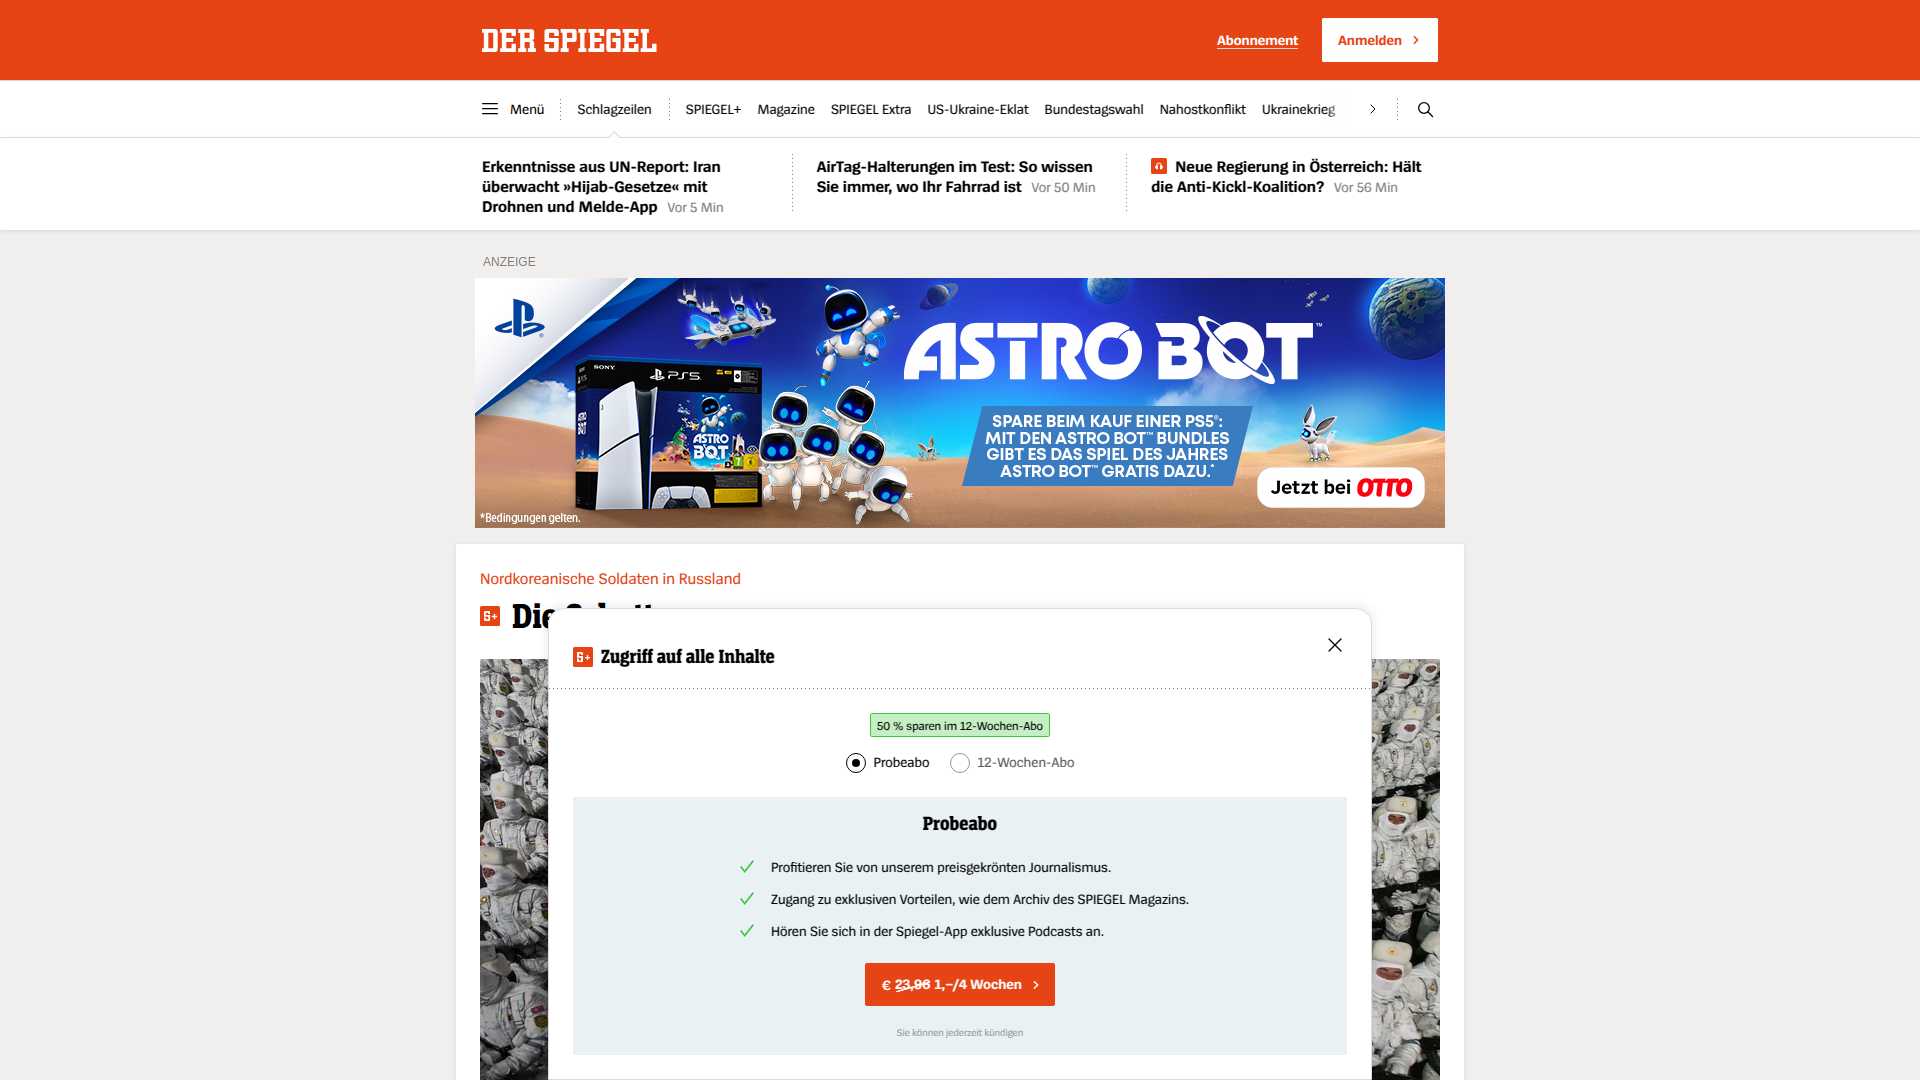 DER SPIEGEL
Abonnement
Anmelden
Menü
Schlagzeilen
SPIEGEL+
Magazine
SPIEGEL Extra
US-Ukraine-Eklat
Bundestagswahl
Nahostkonflikt
Ukrainekrieg
Erkenntnisse aus UN-Report: Iran
überwacht »Hijab-Gesetze« mit
Drohnen und Melde-App Vor 5 Min
AirTag-Halterungen im Test: So wissen
Sie immer, wo Ihr Fahrrad ist Vor 50 Min
Neue Regierung in Österreich: Hält
die Anti-Kickl-Koalition? Vor 56 Min
ANZEIGE
ASTRO BOT™
SONY
PS5
ASTRO
BOT
SPARE BEIM KAUF EINER PS5®:
MIT DEN ASTRO BOT™ BUNDLES
GIBT ES DAS SPIEL DES JAHRES
ASTRO BOT™ GRATIS DAZU.*
Jetzt bei OTTO
*Bedingungen gelten.
Nordkoreanische Soldaten in Russland
Die
Zugriff auf alle Inhalte
50 % sparen im 12-Wochen-Abo
Probeabo
12-Wochen-Abo
Probeabo
Profitieren Sie von unserem preisgekrönten Journalismus.
Zugang zu exklusiven Vorteilen, wie dem Archiv des SPIEGEL Magazins.
Hören Sie sich in der Spiegel-App exklusive Podcasts an.
€ 23,96 1,–/4 Wochen
Sie können jederzeit kündigen